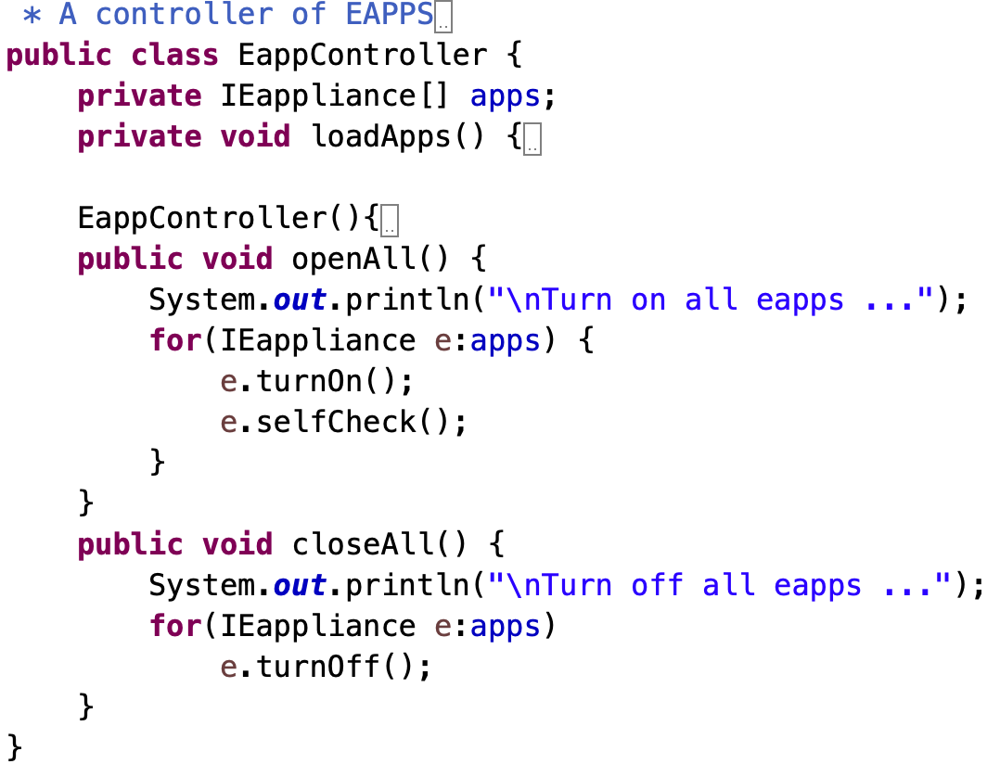 * A controller of EAPPS..
public class EappController {
private IEappliance[] apps;
private void loadApps() {..
EappController(){..
public void openAll() {
System.out.println("\nTurn on all eapps ...");
for(IEappliance e:apps) {
e.turnOn();
e.selfCheck();
}
}
public void closeAll() {
System.out.println("\nTurn off all eapps ...");
for(IEappliance e:apps)
e.turnOff();
}
}